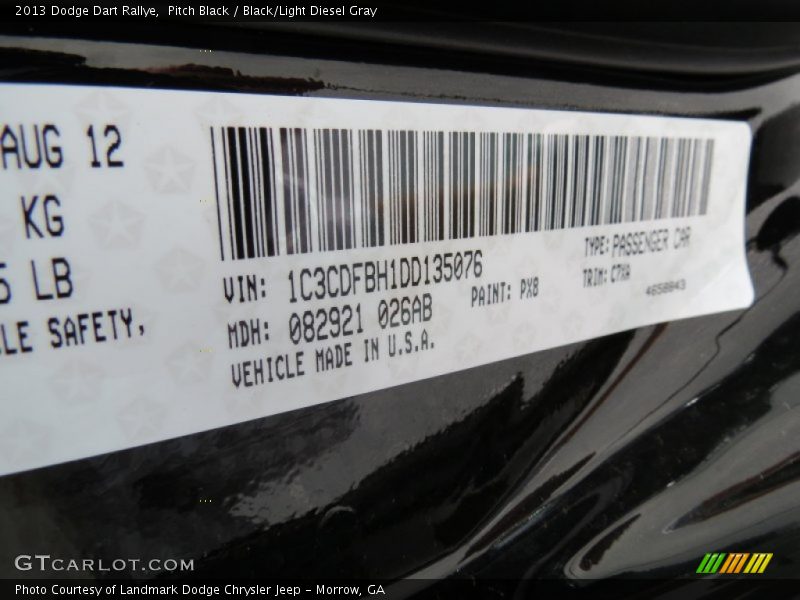 2013 Dodge Dart Rallye, Pitch Black / Black/Light Diesel Gray
AUG 12
KG
LB
LE SAFETY,
VIN: 1C3CDFBH1DD135076
TYPE: PASSENGER CAR
MDH: 082921 026AB
PAINT: PX8
TRIM: C7XA
4658843
VEHICLE MADE IN U.S.A.
GTCARLOT.COM
Photo Courtesy of Landmark Dodge Chrysler Jeep - Morrow, GA